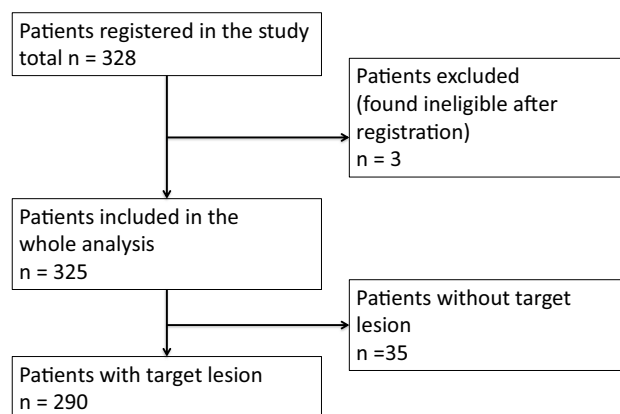 Patients registered in the study
total n = 328
Patients excluded
(found ineligible after
registration)
n = 3
Patients included in the
whole analysis
n = 325
Patients without target
lesion
n =35
Patients with target lesion
n = 290